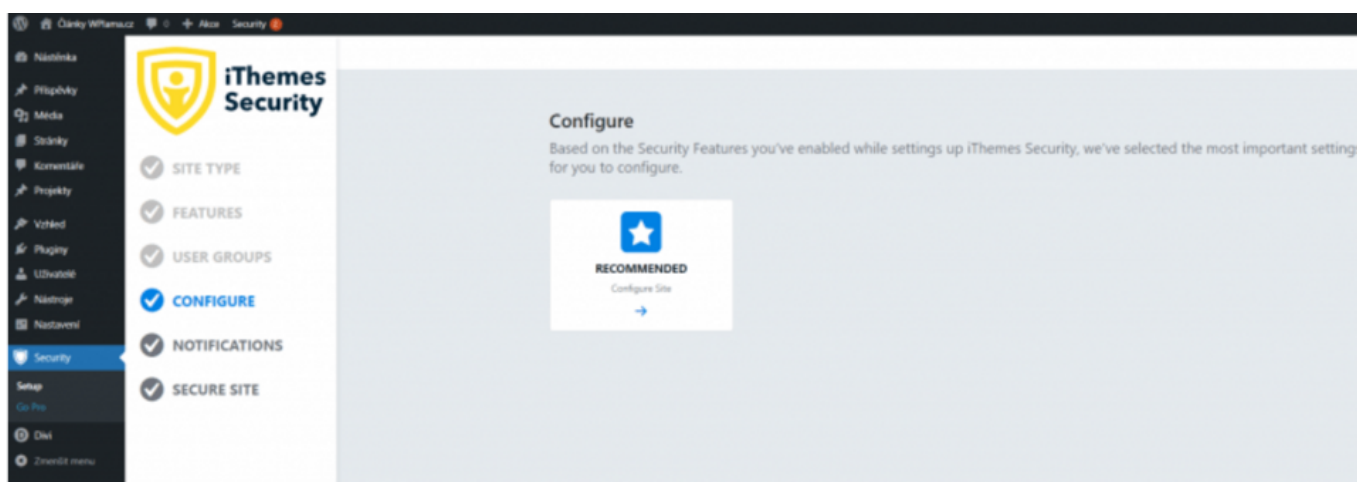 Články WPlama.cz 0 + Akce Security
Nástěnka
Příspěvky
Média
Stránky
Komentáře
Projekty
Vzhled
Pluginy
Uživatelé
Nástroje
Nastavení
Security
Setup
Go Pro
Divi
Zmenšit menu
iThemes
Security
SITE TYPE
FEATURES
USER GROUPS
CONFIGURE
NOTIFICATIONS
SECURE SITE
Configure
Based on the Security Features you've enabled while settings up iThemes Security, we've selected the most important settings
for you to configure.
RECOMMENDED
Configure Site